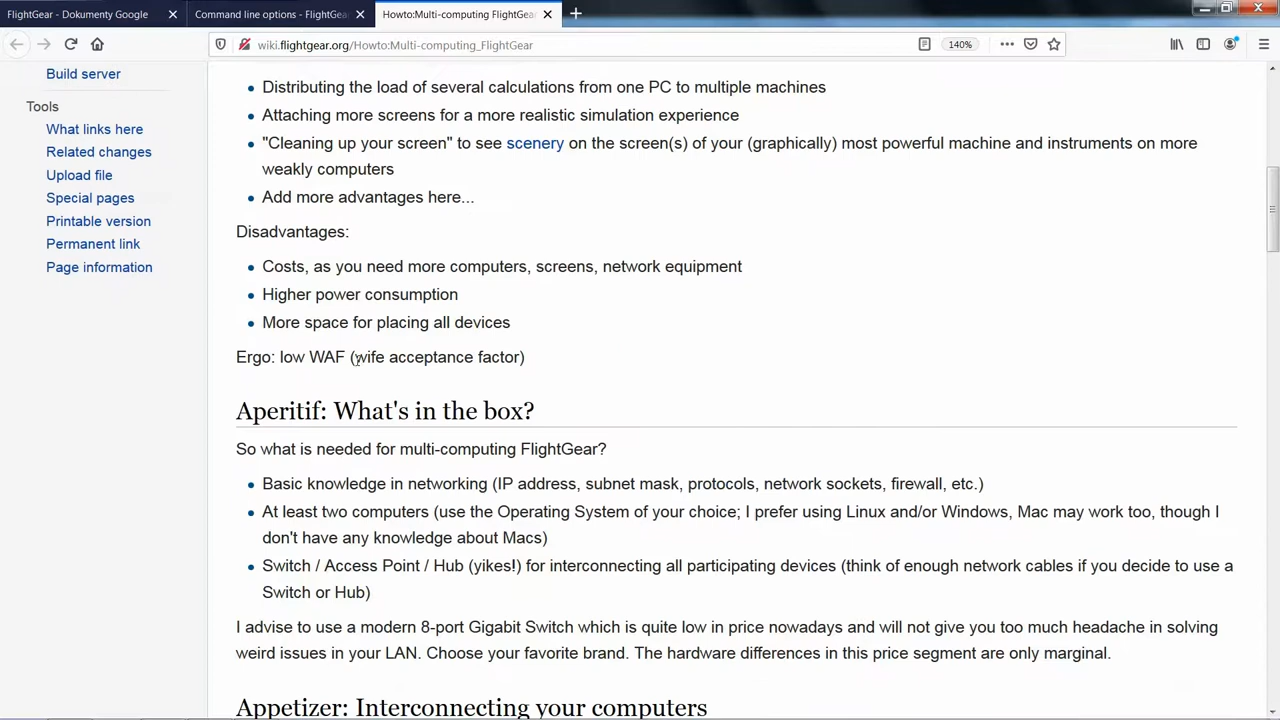 FlightGear - Dokumenty Google
Command line options - FlightGea
Howto:Multi-computing FlightGear
wiki.flightgear.org/Howto:Multi-computing_FlightGear
140%
Build server
Tools
What links here
Related changes
Upload file
Special pages
Printable version
Permanent link
Page information
Distributing the load of several calculations from one PC to multiple machines
Attaching more screens for a more realistic simulation experience
"Cleaning up your screen" to see scenery on the screen(s) of your (graphically) most powerful machine and instruments on more
weakly computers
Add more advantages here...
Disadvantages:
Costs, as you need more computers, screens, network equipment
Higher power consumption
More space for placing all devices
Ergo: low WAF (wife acceptance factor)
Aperitif: What's in the box?
So what is needed for multi-computing FlightGear?
Basic knowledge in networking (IP address, subnet mask, protocols, network sockets, firewall, etc.)
At least two computers (use the Operating System of your choice; I prefer using Linux and/or Windows, Mac may work too, though I
don't have any knowledge about Macs)
Switch / Access Point / Hub (yikes!) for interconnecting all participating devices (think of enough network cables if you decide to use a
Switch or Hub)
I advise to use a modern 8-port Gigabit Switch which is quite low in price nowadays and will not give you too much headache in solving
weird issues in your LAN. Choose your favorite brand. The hardware differences in this price segment are only marginal.
Appetizer: Interconnecting your computers